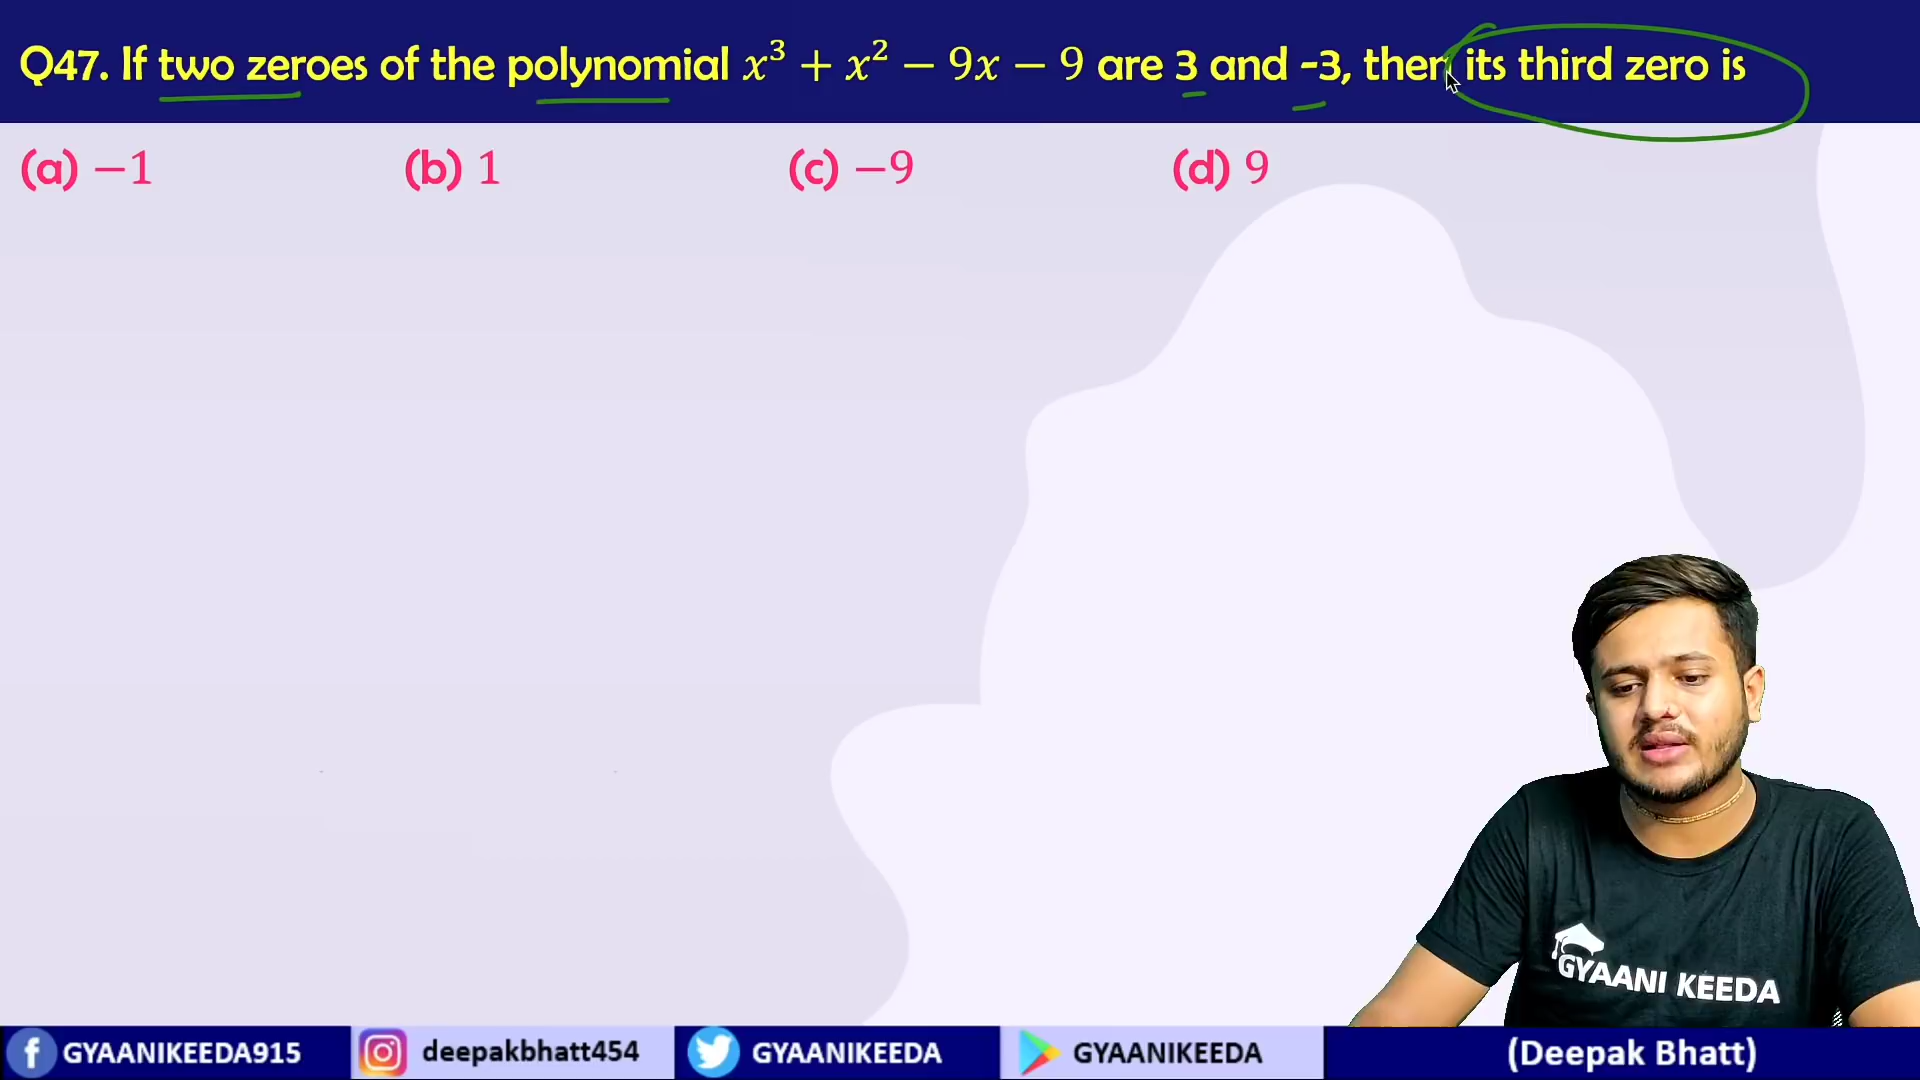 Q47. If two zeroes of the polynomial x³ + x² − 9x − 9 are 3 and -3, then its third zero is
(a) −1 (b) 1 (c) −9 (d) 9
GYAANI KEEDA
GYAANIKEEDA915 deepakbhatt454 GYAANIKEEDA GYAANIKEEDA (Deepak Bhatt)